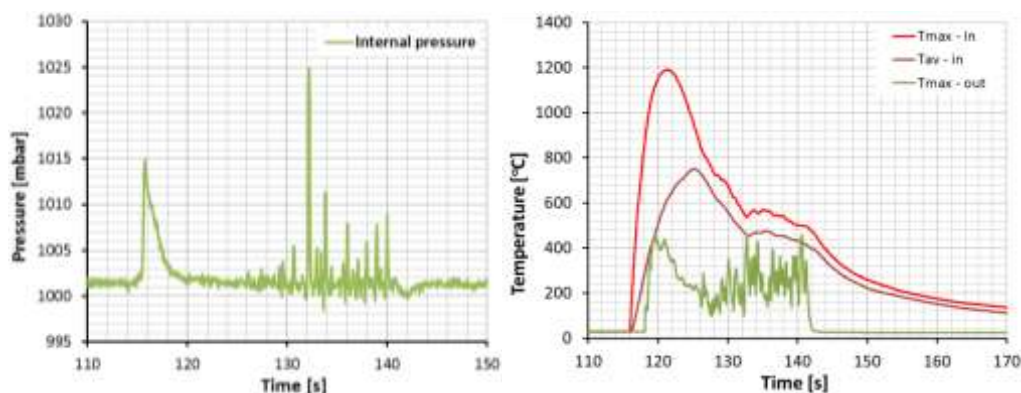 1030
1025
1020
1015
1010
1005
1000
995
Pressure [mbar]
Internal pressure
110 120 130 140 150
Time [s]
1400
1200
1000
800
600
400
200
0
Temperature [°C]
Tmax - in
Tav - in
Tmax - out
110 120 130 140 150 160 170
Time [s]